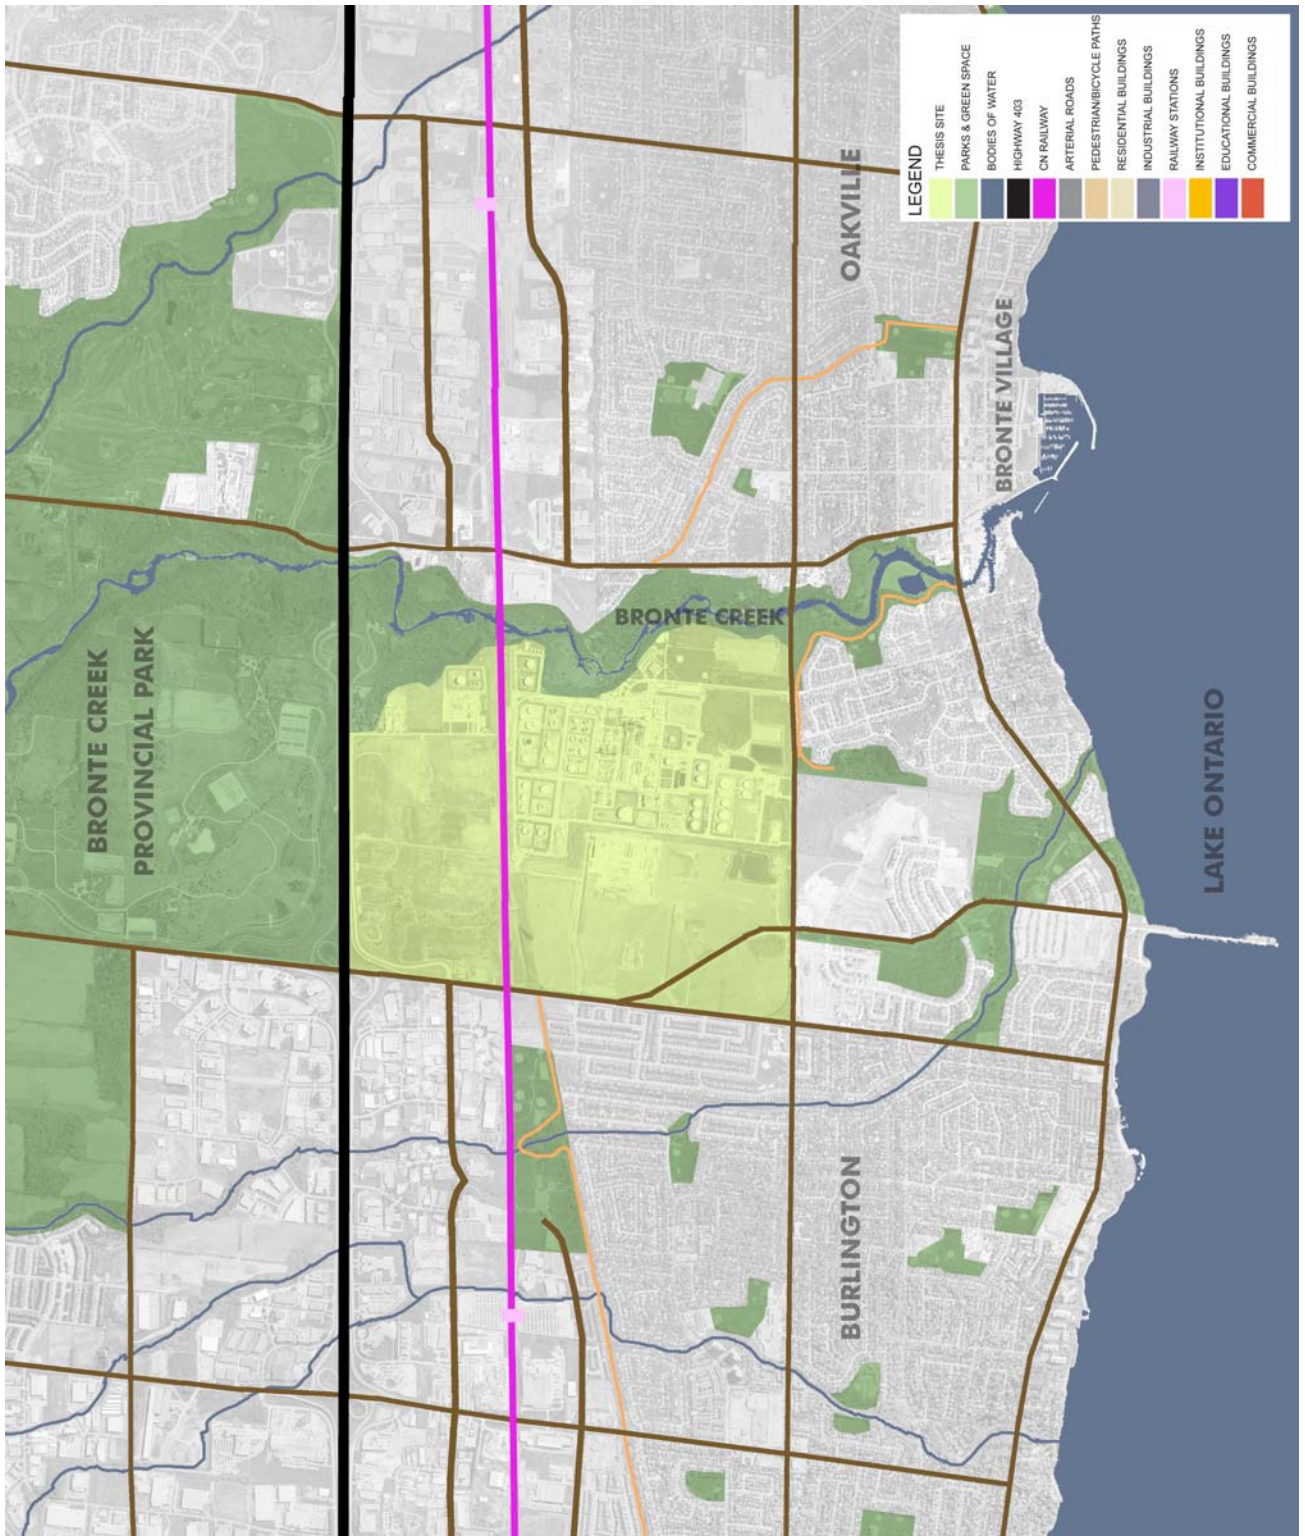 BRONTE CREEK
PROVINCIAL PARK
BRONTE CREEK
OAKVILLE
BRONTE VILLAGE
BURLINGTON
LAKE ONTARIO
LEGEND
THESIS SITE
PARKS & GREEN SPACE
BODIES OF WATER
HIGHWAY 403
CN RAILWAY
ARTERIAL ROADS
PEDESTRIAN/BICYCLE PATHS
RESIDENTIAL BUILDINGS
INDUSTRIAL BUILDINGS
RAILWAY STATIONS
INSTITUTIONAL BUILDINGS
EDUCATIONAL BUILDINGS
COMMERCIAL BUILDINGS